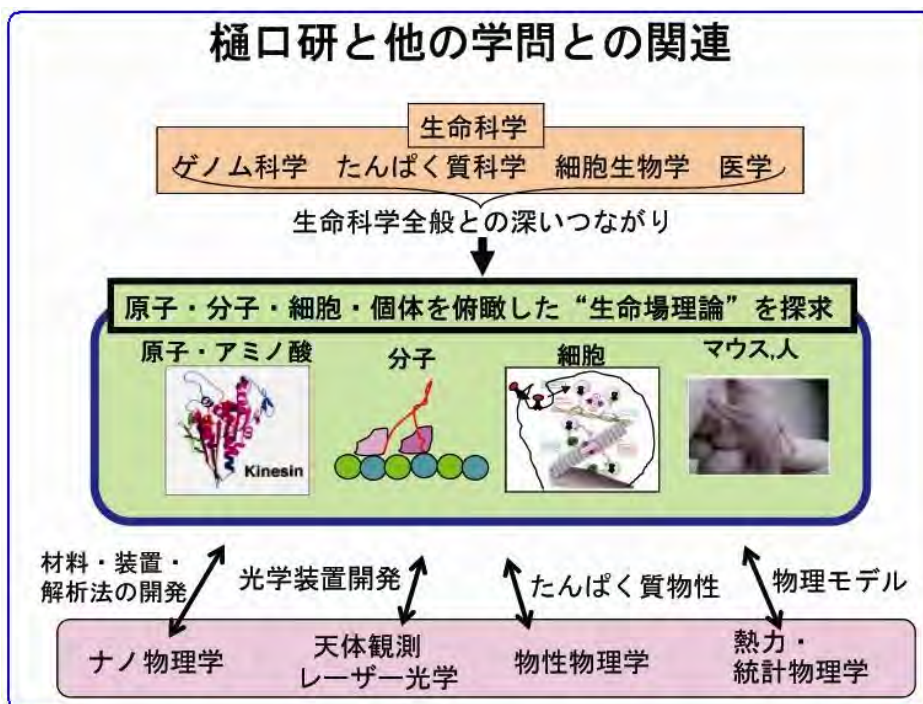 樋口研と他の学問との関連
生命科学
ゲノム科学 たんぱく質科学 細胞生物学 医学
生命科学全般との深いつながり
原子・分子・細胞・個体を俯瞰した“生命場理論”を探求
原子・アミノ酸
分子
細胞
マウス,人
Kinesin
材料・装置・
解析法の開発
光学装置開発
たんぱく質物性
物理モデル
ナノ物理学
天体観測
レーザー光学
物性物理学
熱力・
統計物理学